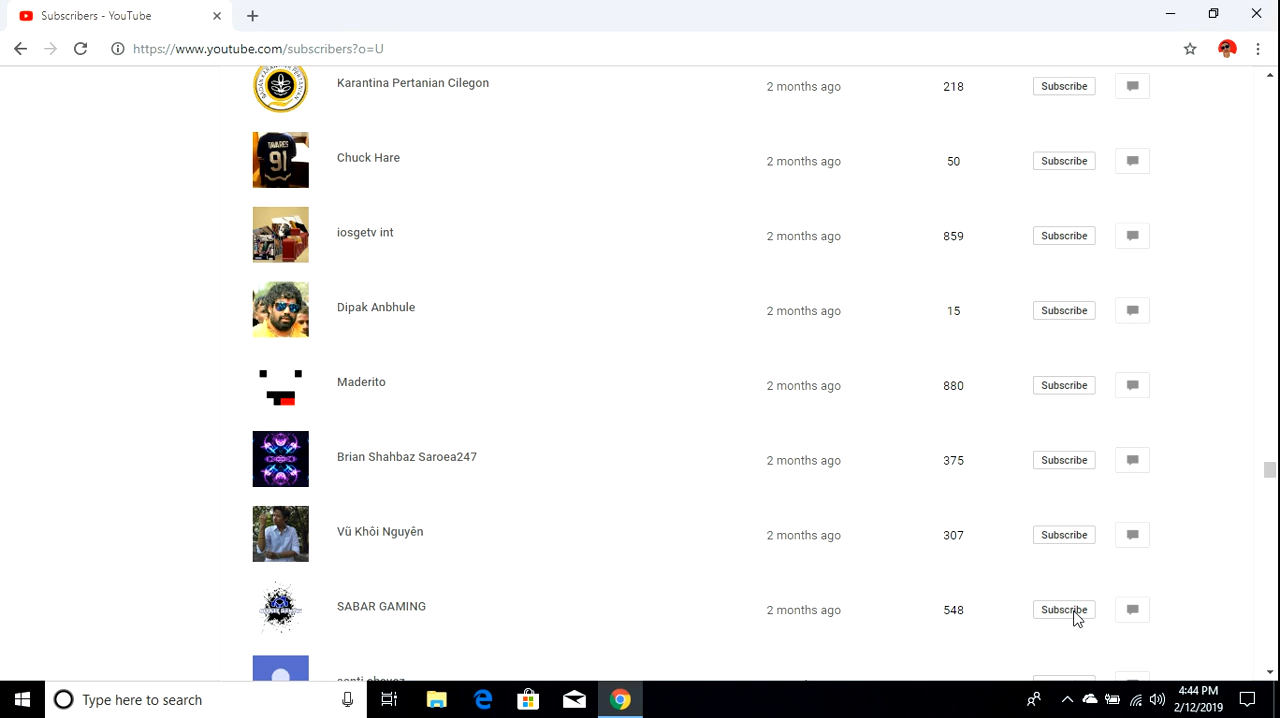 Subscribers - YouTube
https://www.youtube.com/subscribers?o=U
Karantina Pertanian Cilegon 2 months ago 218 Subscribe
TAVARES
91
Chuck Hare 2 months ago 50 Subscribe
iosgetv int 2 months ago 859 Subscribe
Dipak Anbhule 2 months ago 15 Subscribe
Maderito 2 months ago 880 Subscribe
Brian Shahbaz Saroea247 2 months ago 375 Subscribe
Vũ Khôi Nguyên 2 months ago 307 Subscribe
SABAR GAMING 2 months ago 548 Subscribe
4:44 PM
Type here to search
2/12/2019